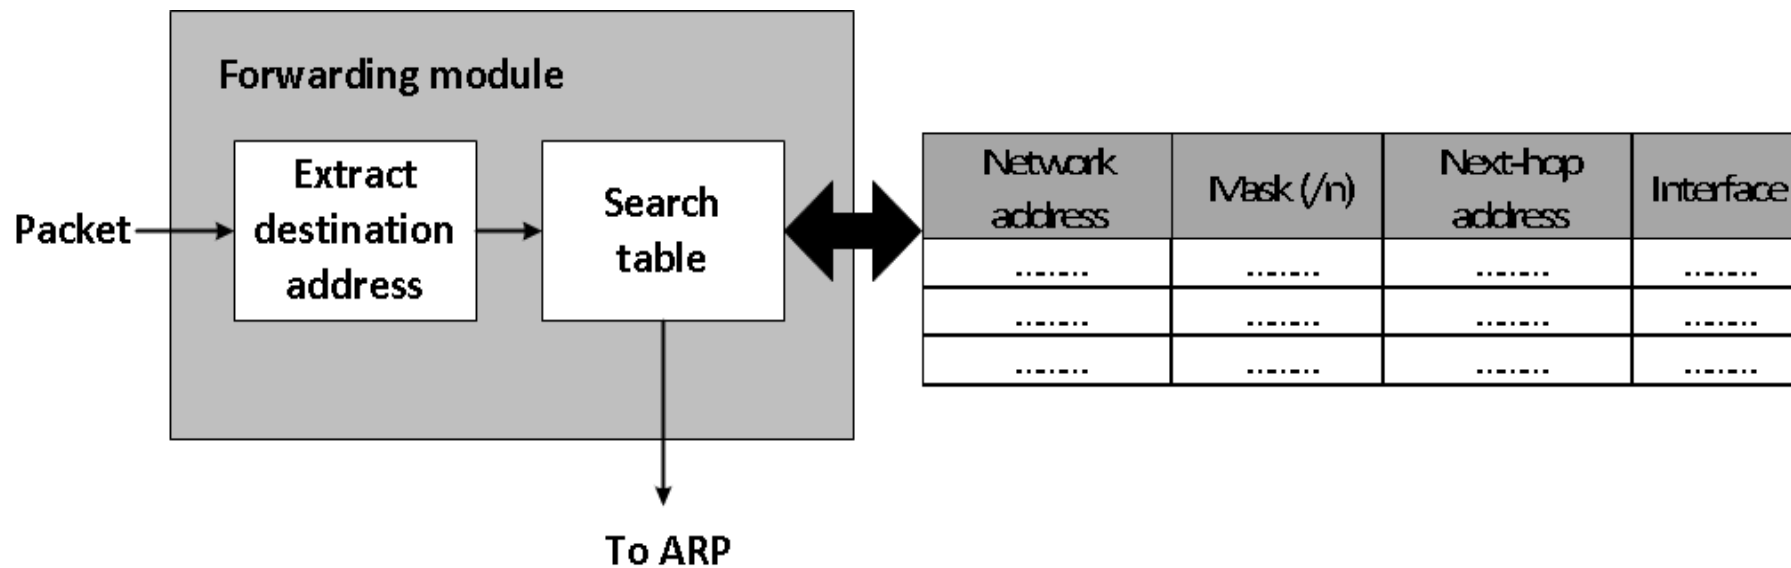 Forwarding module
Packet
Extract
destination
address
Search
table
To ARP
Network
address
Mask (/n)
Next-hop
address
Interface
.......
.......
.......
.......
.......
.......
.......
.......
.......
.......
.......
.......